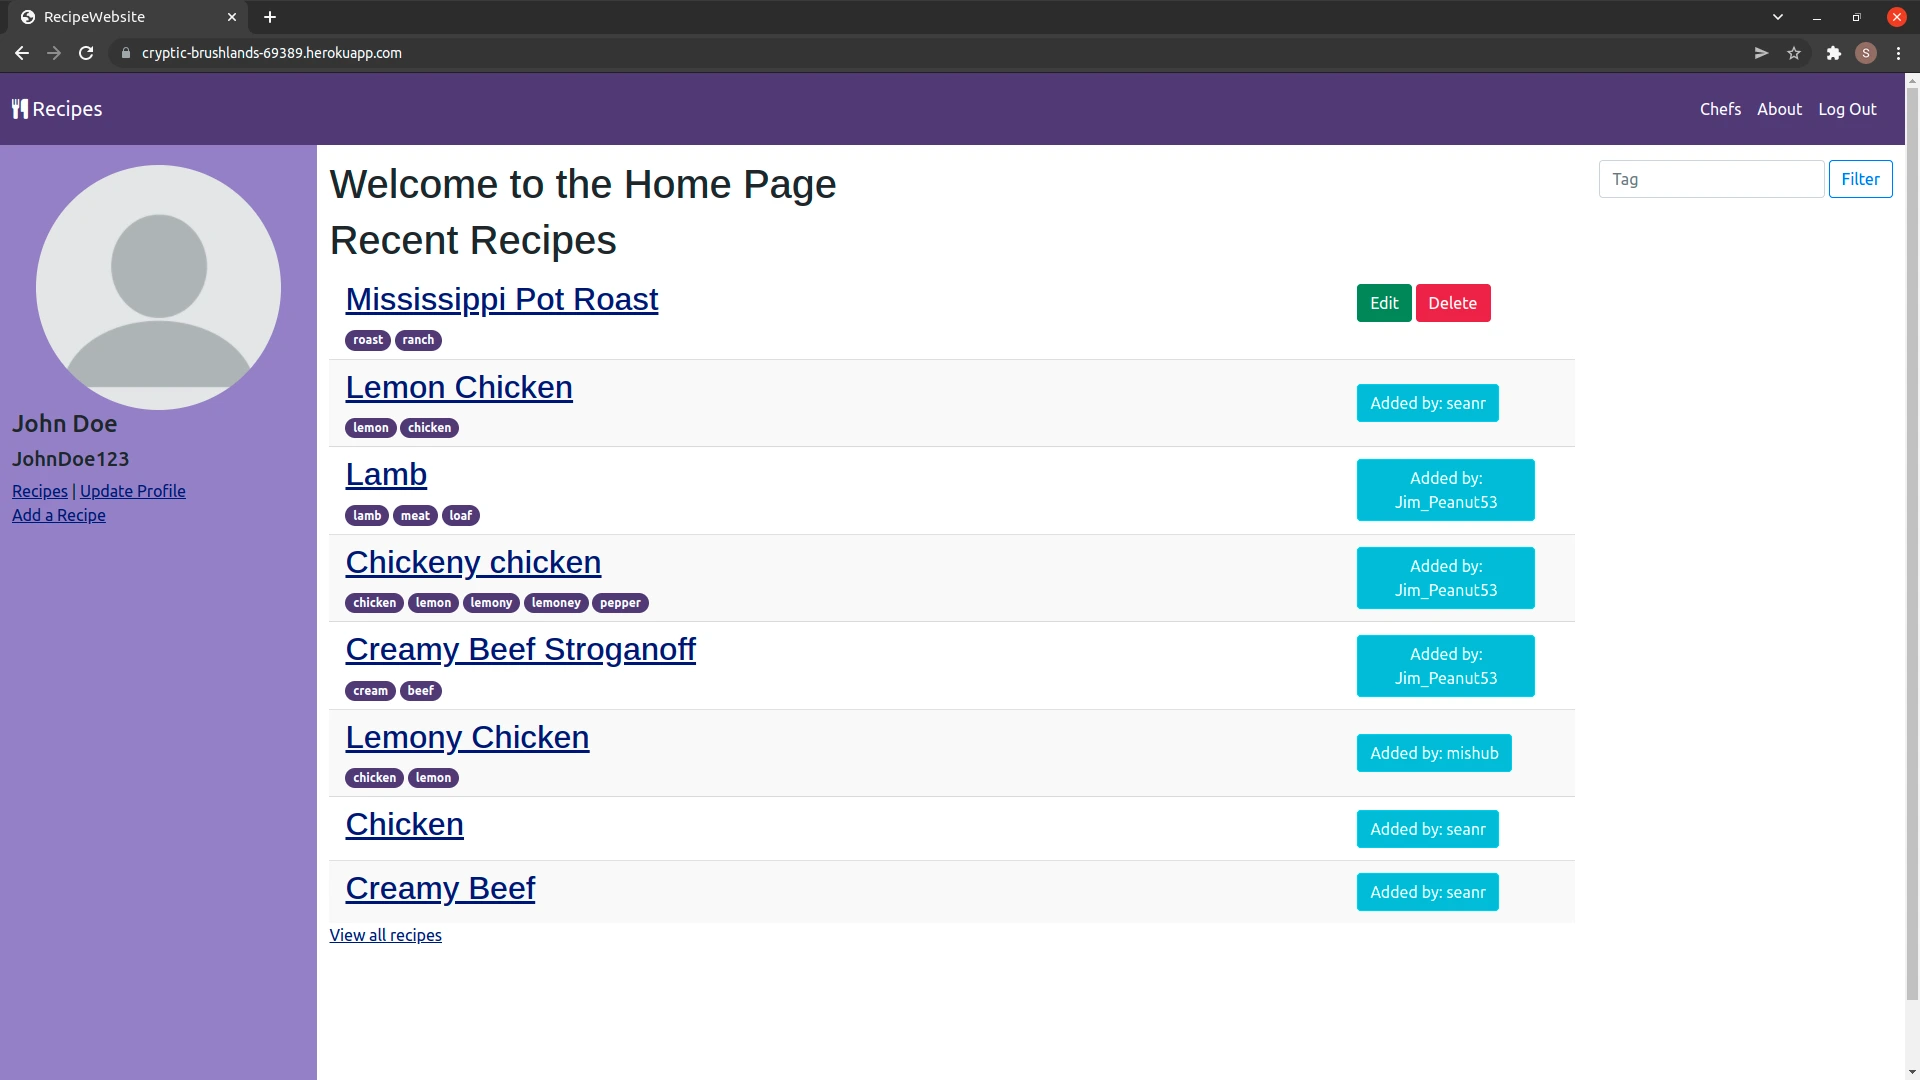 RecipeWebsite
cryptic-brushlands-69389.herokuapp.com
S
Recipes
Chefs About Log Out
Welcome to the Home Page
Tag Filter
Recent Recipes
Mississippi Pot Roast
Edit Delete
roast ranch
Lemon Chicken
Added by: seanr
lemon chicken
Lamb
Added by:
Jim_Peanut53
lamb meat loaf
Chickeny chicken
Added by:
Jim_Peanut53
chicken lemon lemony lemoney pepper
Creamy Beef Stroganoff
Added by:
Jim_Peanut53
cream beef
Lemony Chicken
Added by: mishub
chicken lemon
Chicken
Added by: seanr
Creamy Beef
Added by: seanr
View all recipes
John Doe
JohnDoe123
Recipes | Update Profile
Add a Recipe